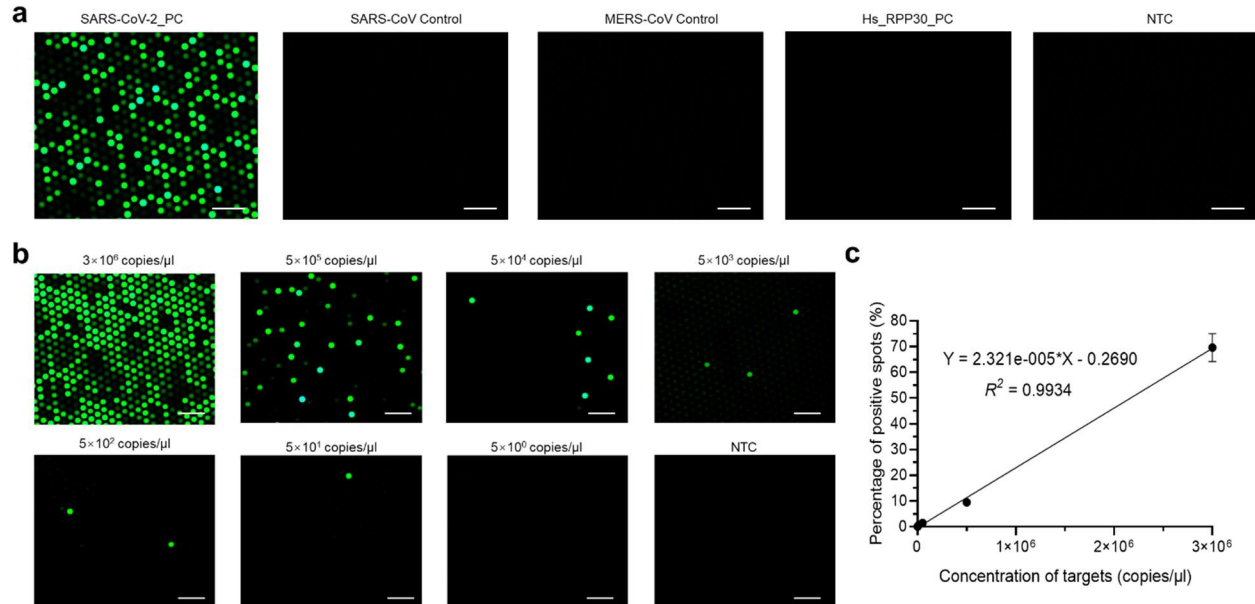 a
SARS-CoV-2_PC
SARS-CoV Control
MERS-CoV Control
Hs_RPP30_PC
NTC
b
3×10⁶ copies/µl
5×10⁵ copies/µl
5×10⁴ copies/µl
5×10³ copies/µl
5×10² copies/µl
5×10¹ copies/µl
5×10⁰ copies/µl
NTC
c
Percentage of positive spots (%)
80
70
60
50
40
30
20
10
0
Y = 2.321e-005*X - 0.2690
R² = 0.9934
0
1×10⁶
2×10⁶
3×10⁶
Concentration of targets (copies/µl)